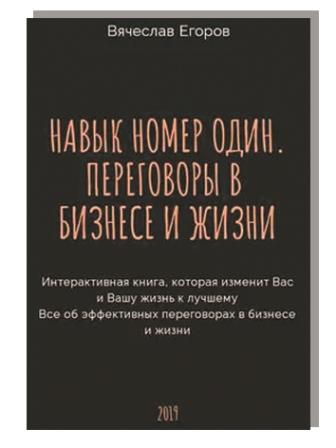 Вячеслав Егоров
НАВЫК НОМЕР ОДИН.
ПЕРЕГОВОРЫ В
БИЗНЕСЕ И ЖИЗНИ
Интерактивная книга, которая изменит Вас
и Вашу жизнь к лучшему
Все об эффективных переговорах в бизнесе
и жизни
2019